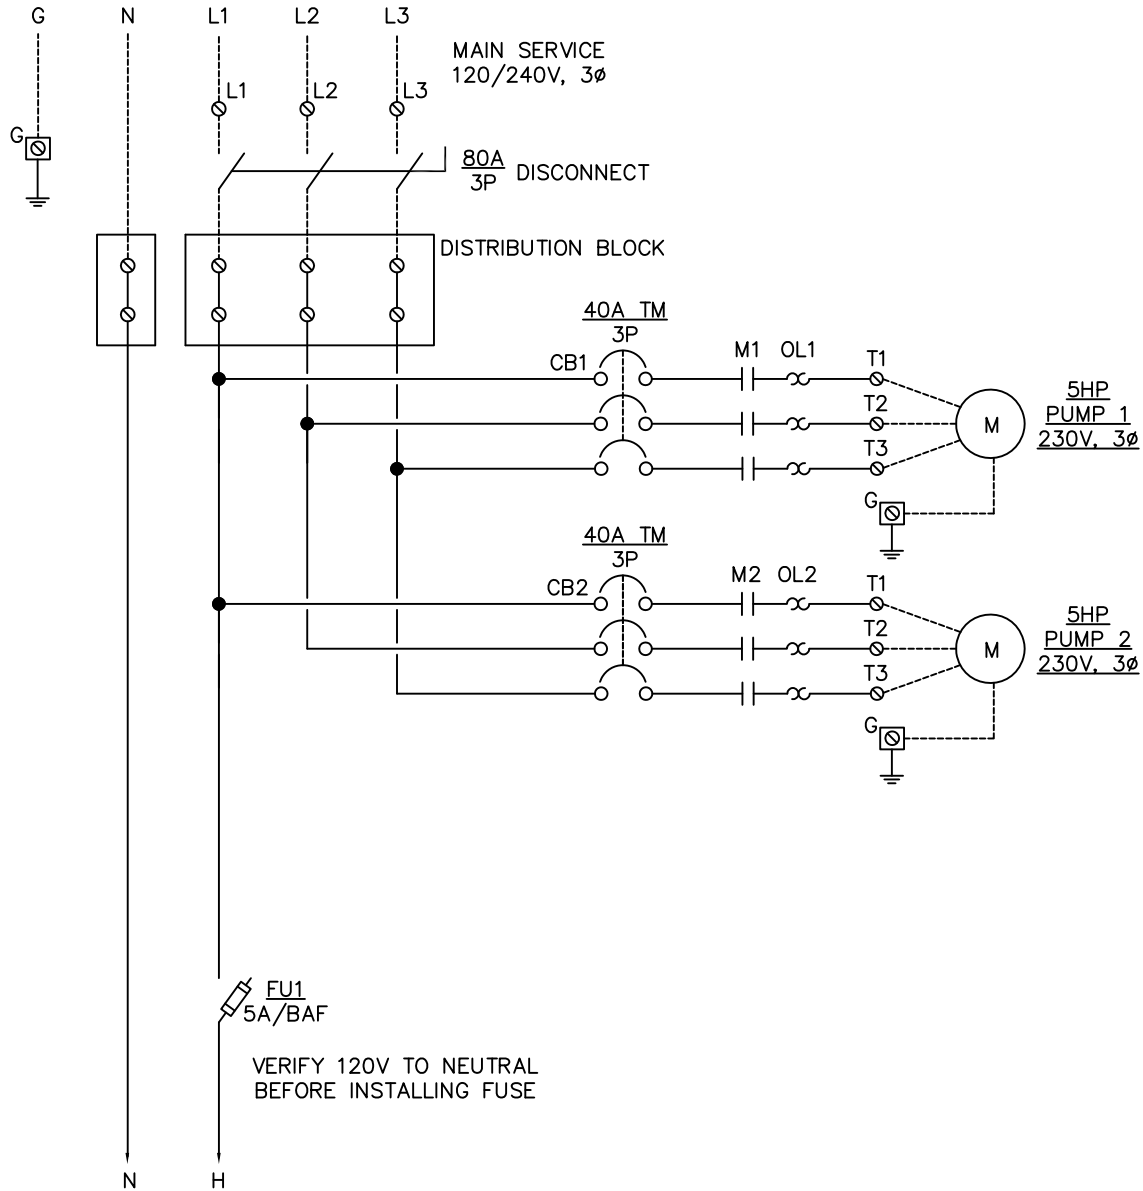 G N L1 L2 L3
MAIN SERVICE
120/240V, 3ø
L1 L2 L3
G
80A
3P
DISCONNECT
DISTRIBUTION BLOCK
40A TM
3P
CB1 M1 OL1 T1
T2
T3
M
5HP
PUMP 1
230V, 3ø
G
40A TM
3P
CB2 M2 OL2 T1
T2
T3
M
5HP
PUMP 2
230V, 3ø
G
FU1
5A/BAF
VERIFY 120V TO NEUTRAL
BEFORE INSTALLING FUSE
N H